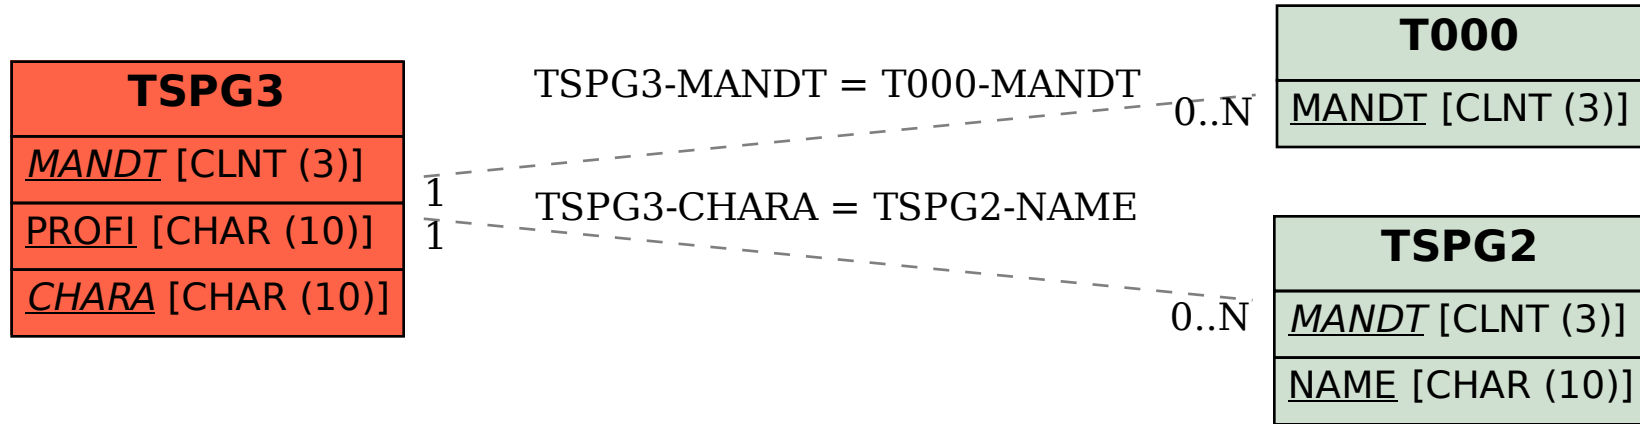 TSPG3
MANDT [CLNT (3)]
PROFI [CHAR (10)]
CHARA [CHAR (10)]
TSPG3-MANDT = T000-MANDT
1
0..N
TSPG3-CHARA = TSPG2-NAME
1
0..N
T000
MANDT [CLNT (3)]
TSPG2
MANDT [CLNT (3)]
NAME [CHAR (10)]